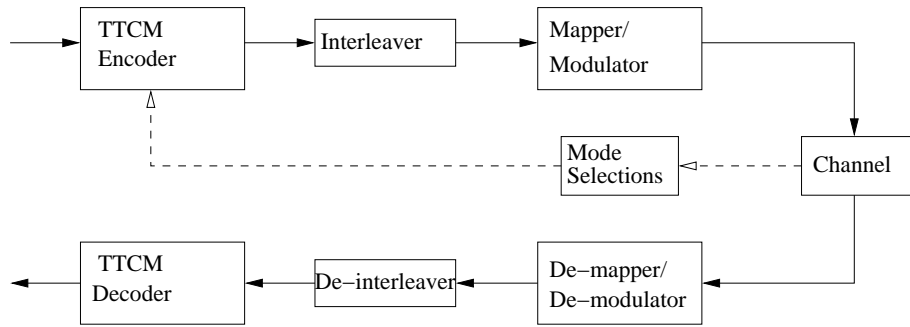 TTCM
Encoder
Interleaver
Mapper/
Modulator
Mode
Selections
Channel
TTCM
Decoder
De−interleaver
De−mapper/
De−modulator